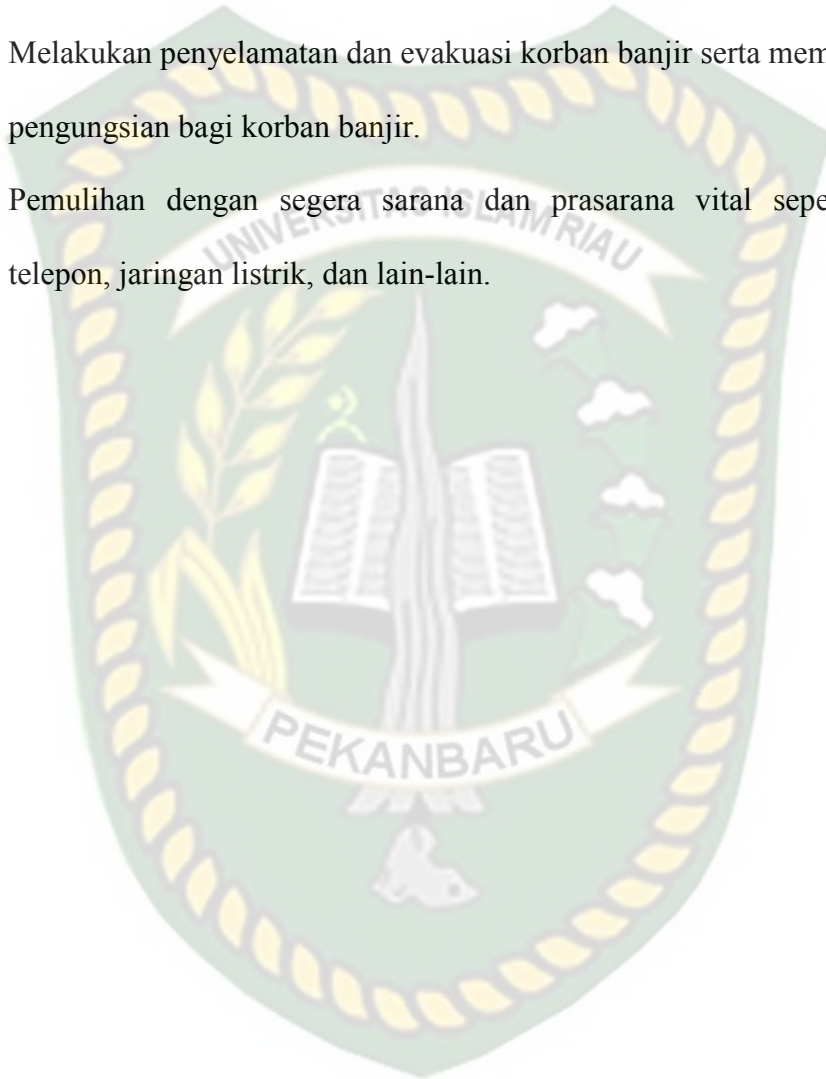 Melakukan penyelamatan dan evakuasi korban banjir serta mem
pengungsian bagi korban banjir.
Pemulihan dengan segera sarana dan prasarana vital sepe
telepon, jaringan listrik, dan lain-lain.
UNIVERSITAS ISLAM RIAU
PEKANBARU